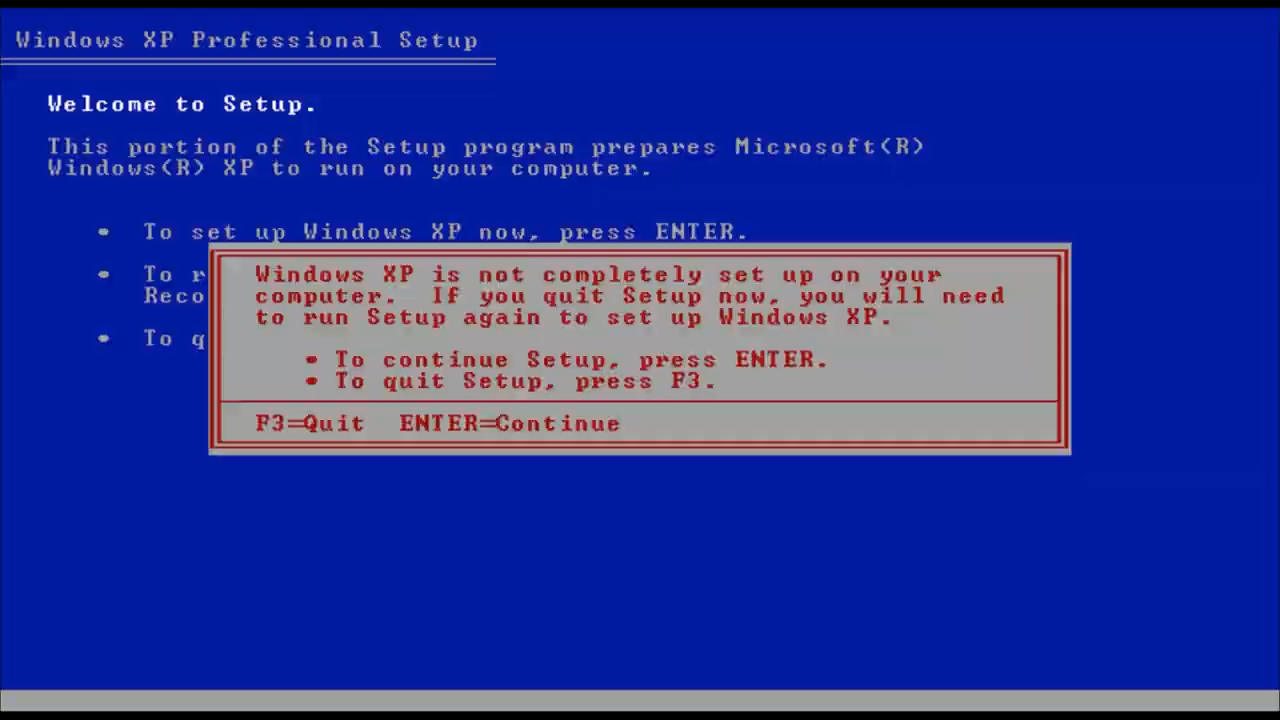 Windows XP Professional Setup
Welcome to Setup.
This portion of the Setup program prepares Microsoft(R)
Windows(R) XP to run on your computer.
• To set up Windows XP now, press ENTER.
• To r
Reco
• To q
Windows XP is not completely set up on your
computer. If you quit Setup now, you will need
to run Setup again to set up Windows XP.
• To continue Setup, press ENTER.
• To quit Setup, press F3.
F3=Quit ENTER=Continue